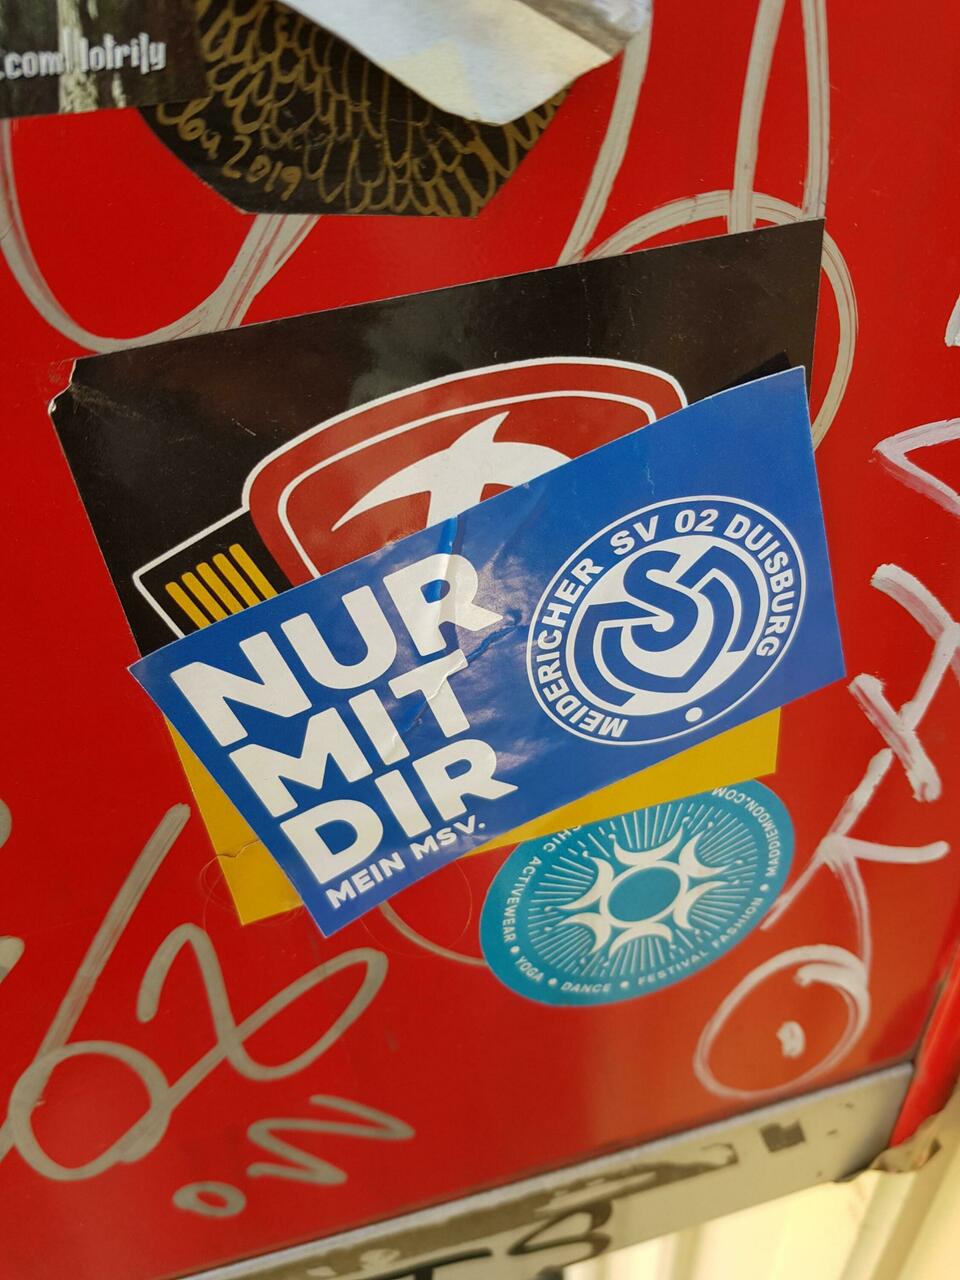 .com/lotrily
2019
NUR
MIT
DIR
MEIN MSV.
MEIDERICHER SV 02 DUISBURG
MSV
ACTIVEWEAR • YOGA • DANCE • FESTIVAL FASHION • MADDIEMOON.COM